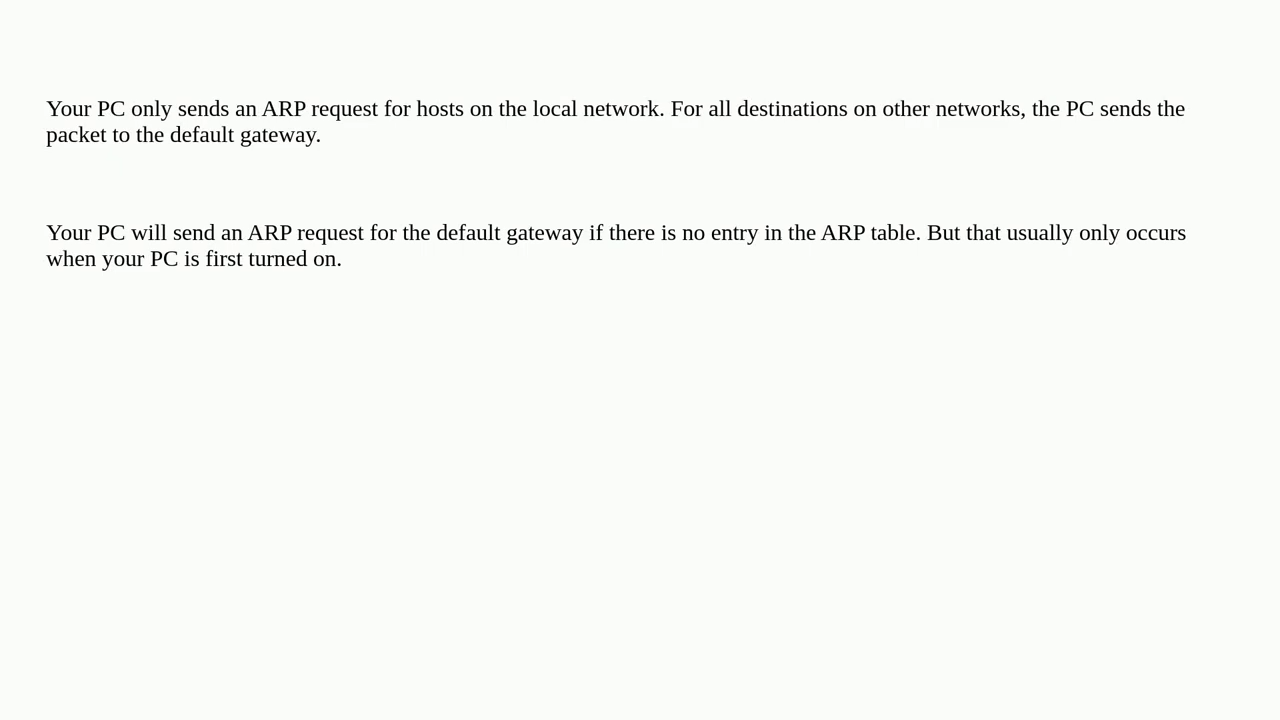 Your PC only sends an ARP request for hosts on the local network. For all destinations on other networks, the PC sends the
packet to the default gateway.
Your PC will send an ARP request for the default gateway if there is no entry in the ARP table. But that usually only occurs
when your PC is first turned on.